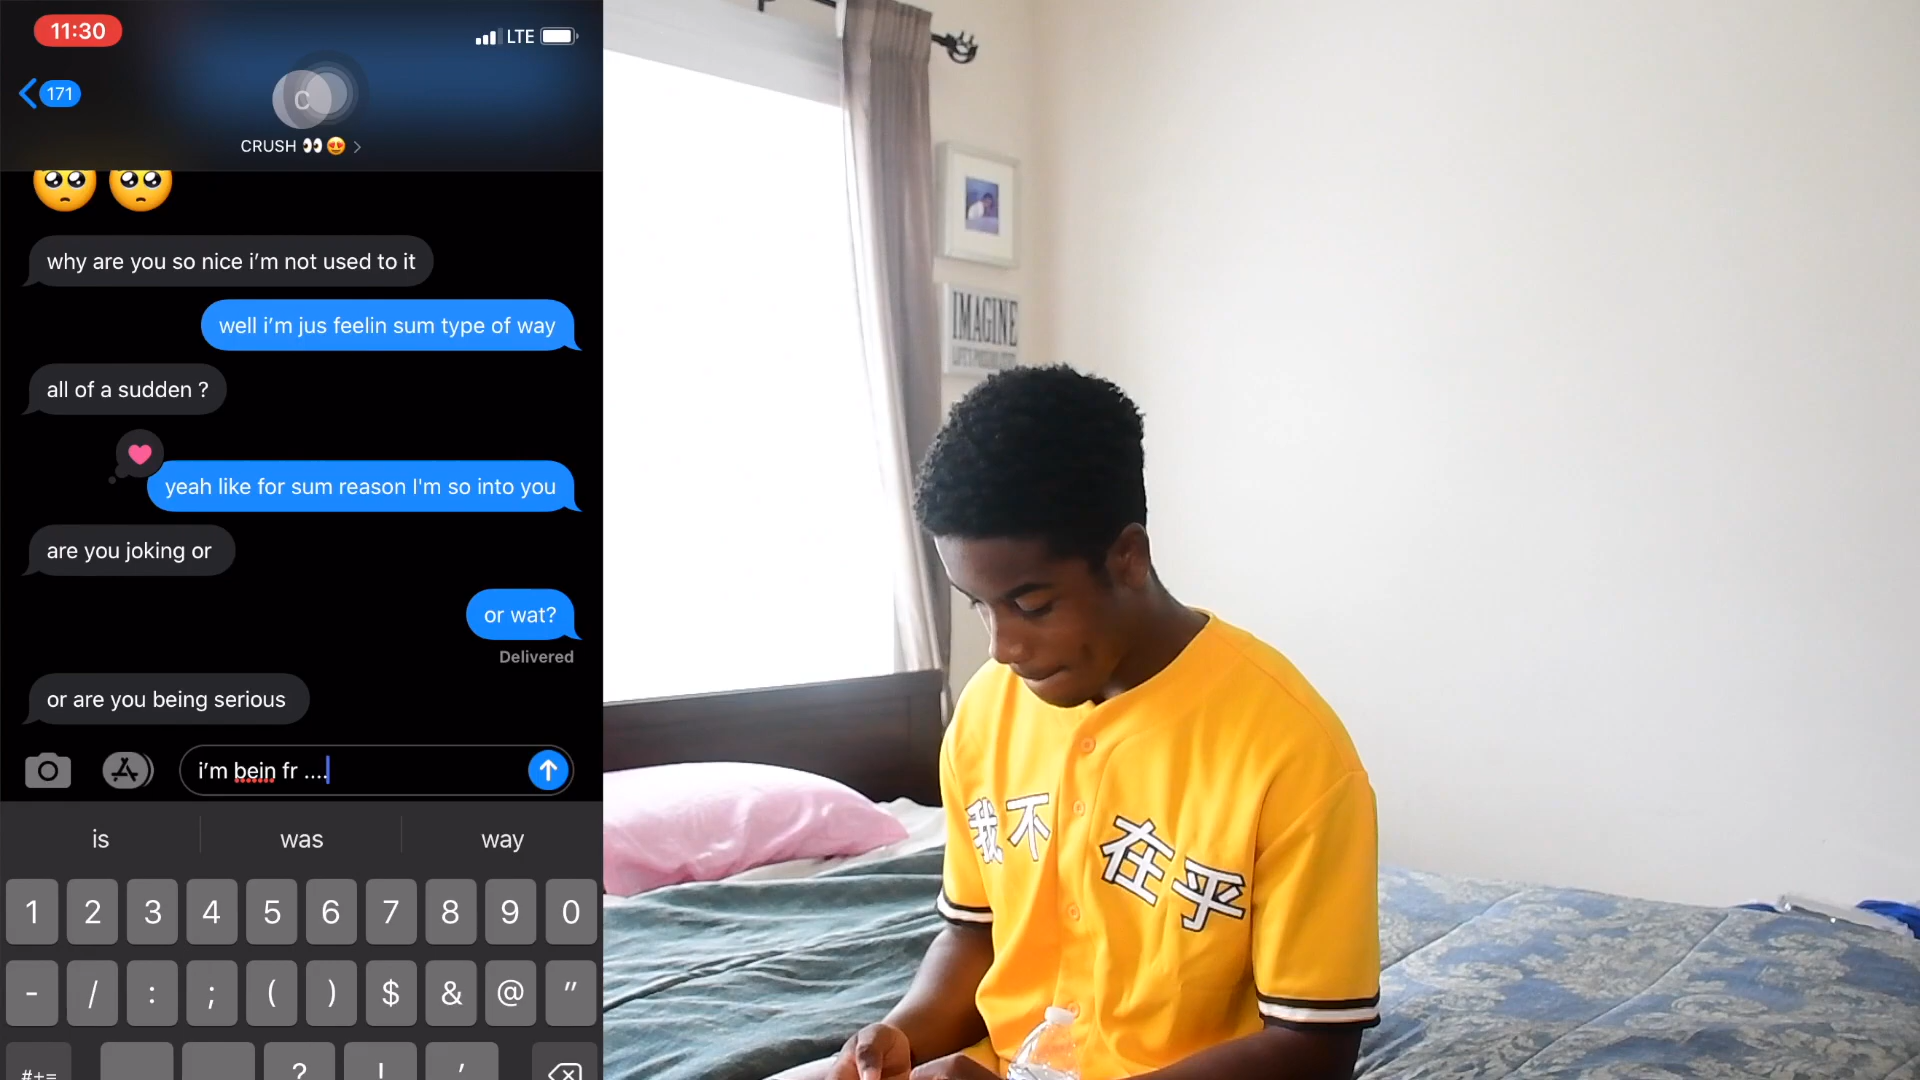 11:30
LTE
171
C
CRUSH 👀😍
🥺🥺
why are you so nice i’m not used to it
well i’m jus feelin sum type of way
all of a sudden ?
yeah like for sum reason I'm so into you
are you joking or
or wat?
Delivered
or are you being serious
i’m bein fr ....
is was way
1 2 3 4 5 6 7 8 9 0
- / : ; ( ) $ & @ "
#+= ? ! ’
IMAGINE
我不在乎